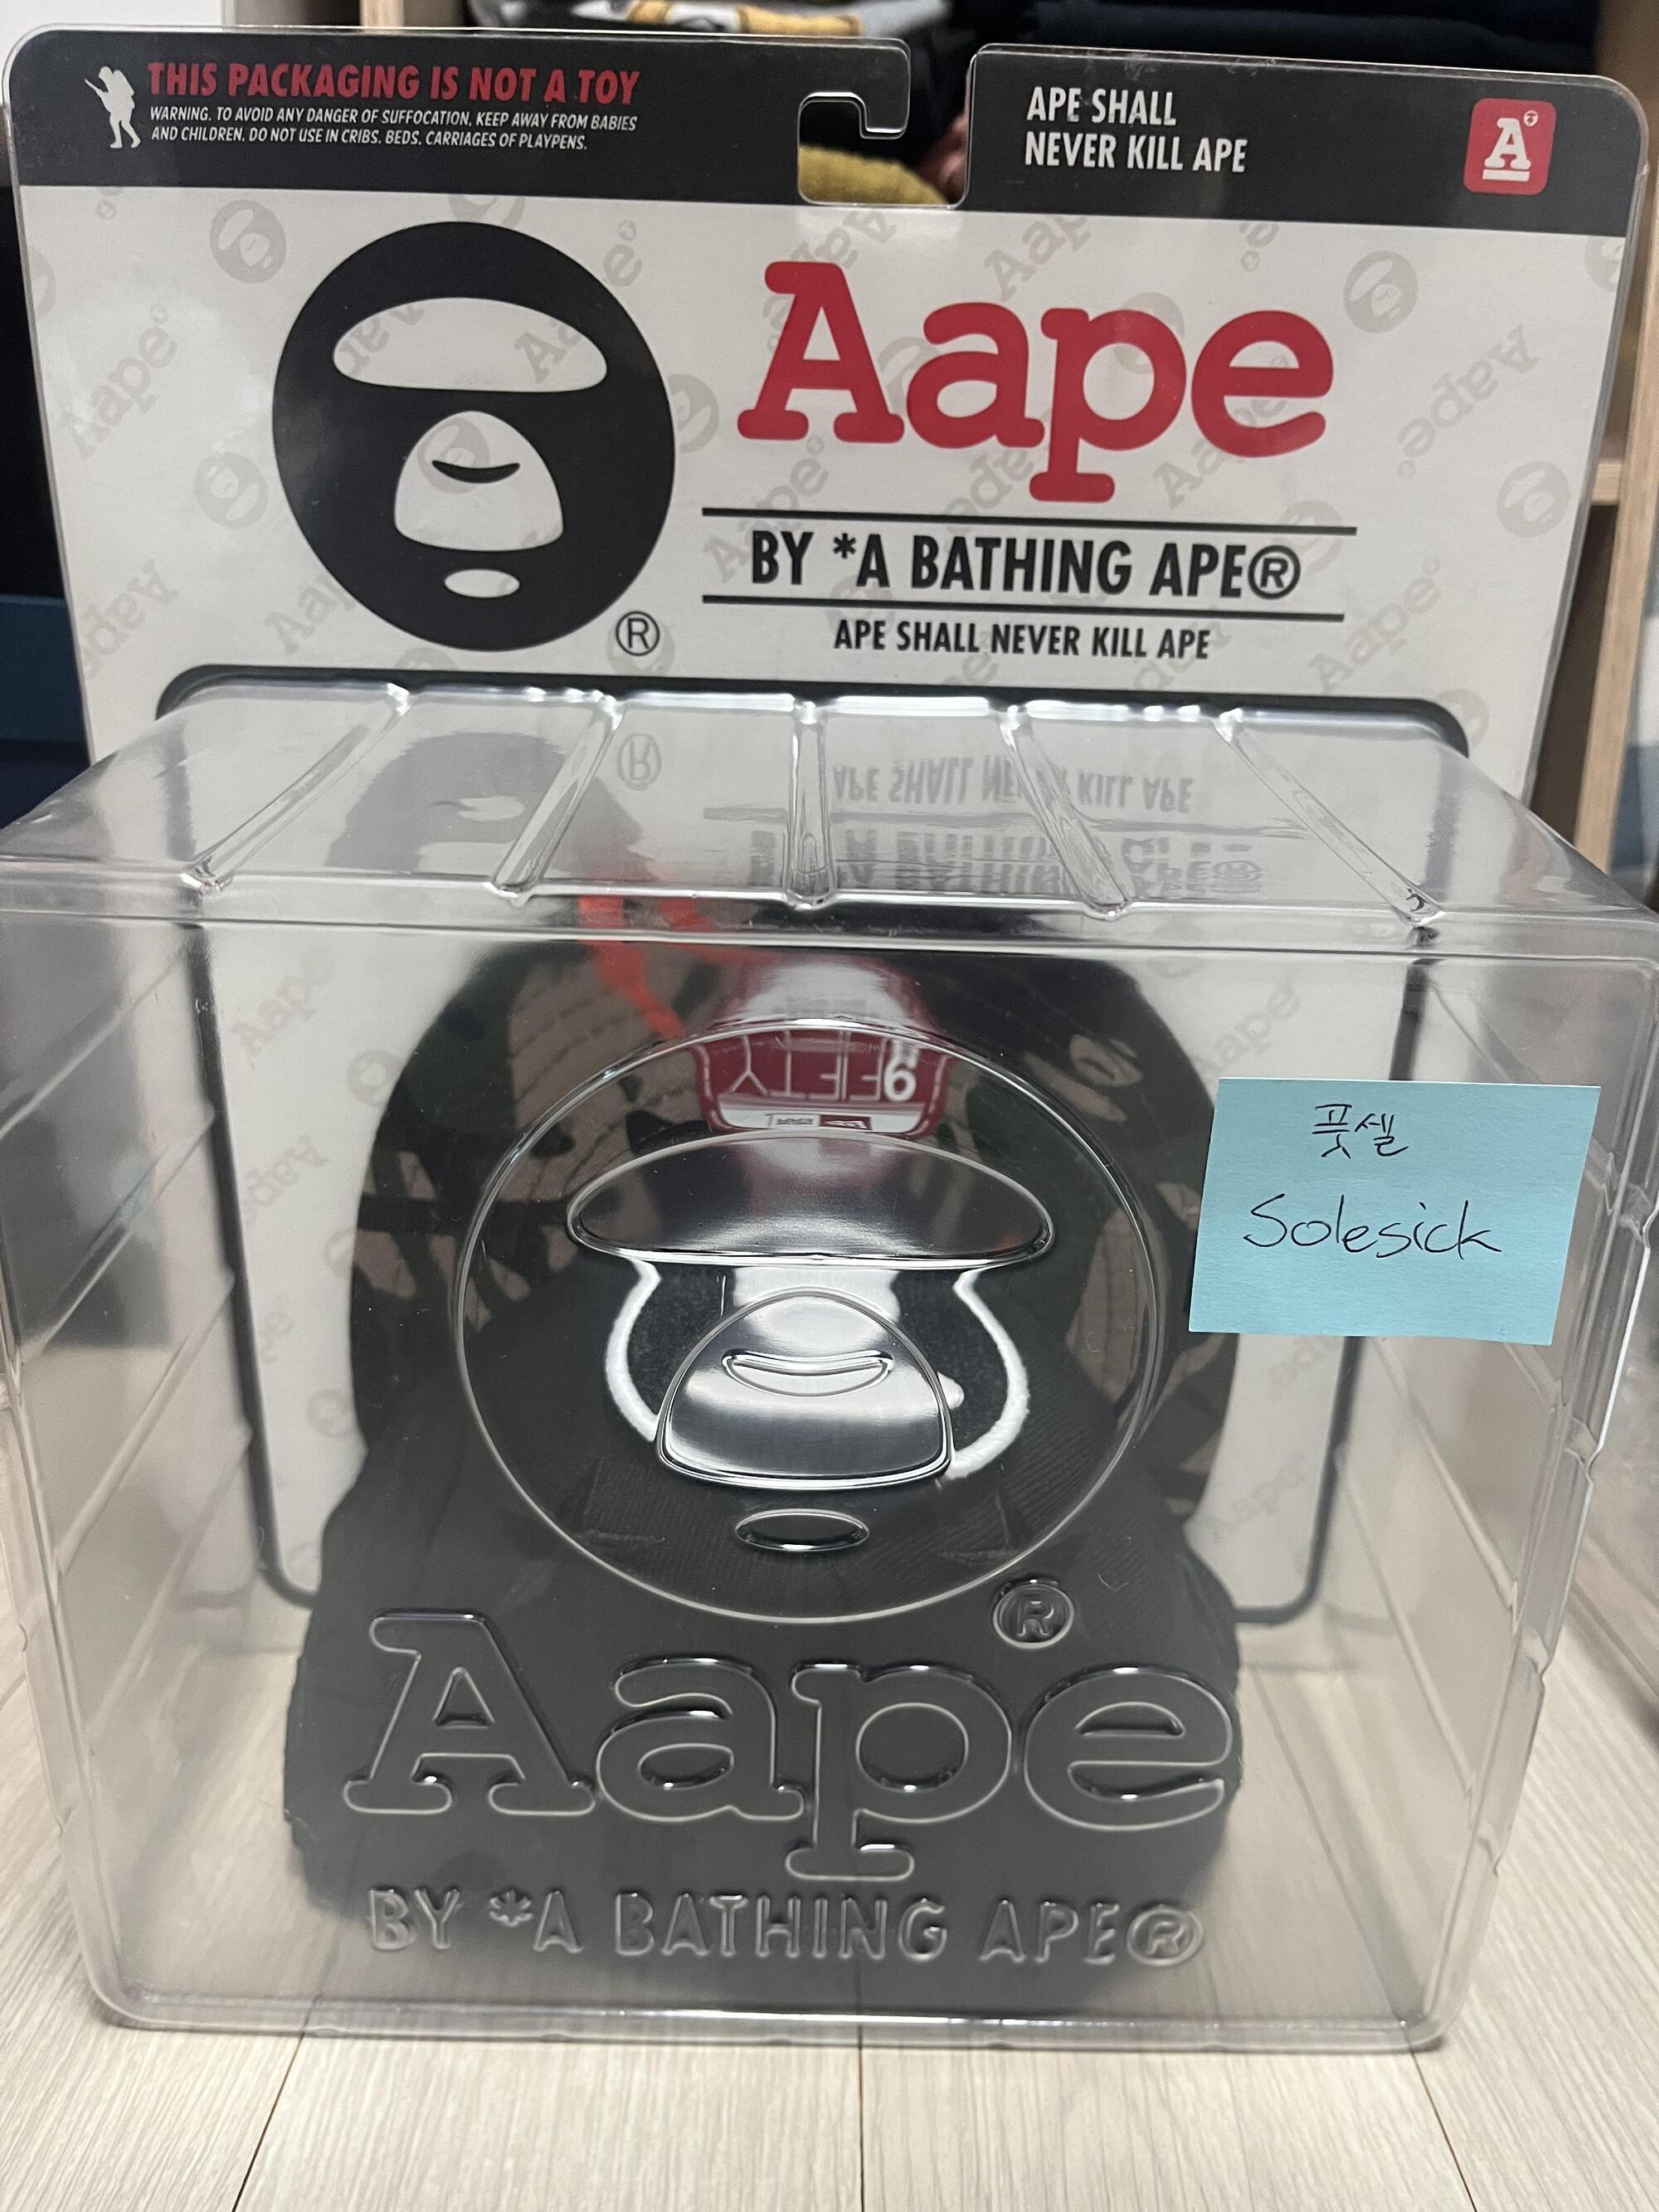 THIS PACKAGING IS NOT A TOY
WARNING. TO AVOID ANY DANGER OF SUFFOCATION. KEEP AWAY FROM BABIES
AND CHILDREN. DO NOT USE IN CRIBS. BEDS. CARRIAGES OF PLAYPENS.
APE SHALL
NEVER KILL APE
A
Aape
BY *A BATHING APE®
APE SHALL NEVER KILL APE
®
9FIFTY
풋셀
Solesick
®
Aape
BY *A BATHING APE®